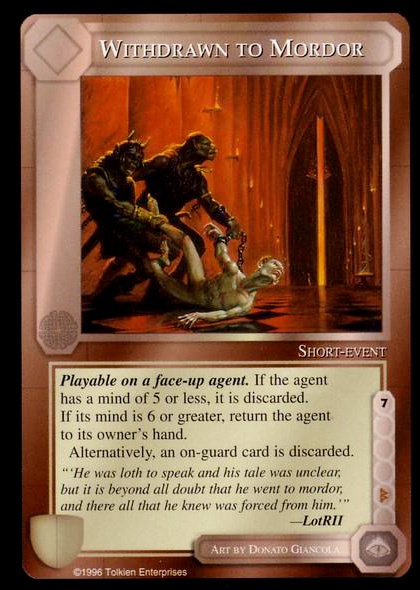 WITHDRAWN TO MORDOR
SHORT-EVENT
Playable on a face-up agent. If the agent
has a mind of 5 or less, it is discarded.
If its mind is 6 or greater, return the agent
to its owner's hand.
Alternatively, an on-guard card is discarded.
"'He was loth to speak and his tale was unclear,
but it is beyond all doubt that he went to mordor,
and there all that he knew was forced from him.'"
—LotRII
7
ART BY DONATO GIANCOLA
©1996 Tolkien Enterprises